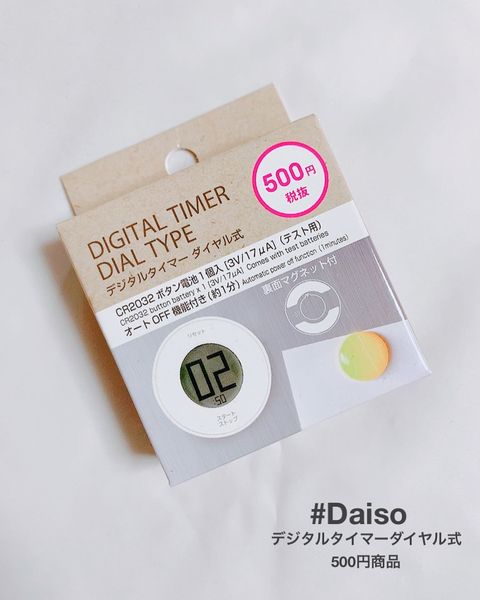 500円
税抜
DIGITAL TIMER
DIAL TYPE
デジタルタイマー ダイヤル式
CR2032 ボタン電池1個入[3V/17μA](テスト用)
CR2032 button battery x 1 [3V/17μA] Comes with test batteries
オートOFF機能付き(約1分) Automatic power off function (1minutes)
裏面マグネット付
リセット
02
:50
スタート
ストップ
#Daiso
デジタルタイマーダイヤル式
500円商品